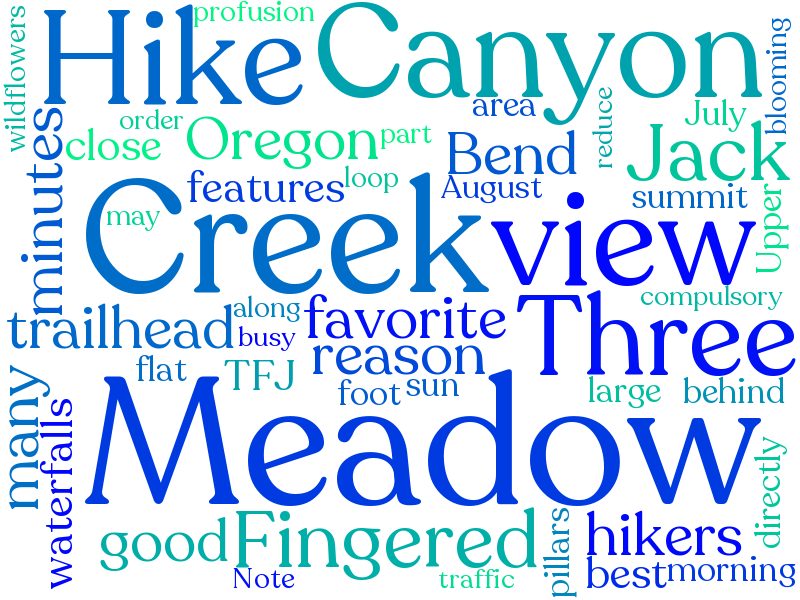 profusion
wildflowers
Hike
Canyon
blooming
area
reduce
July
order
minutes
close
Oregon
part
Bend
Jack
features
loop
August
summit
may
Creek
view
Upper
compulsory
trailhead
along
busy
favorite
Three
reason
flat
TFJ
foot
sun
large
behind
many
waterfalls
Meadow
directly
good
Fingered
pillars
hikers
Note
traffic
best
morning